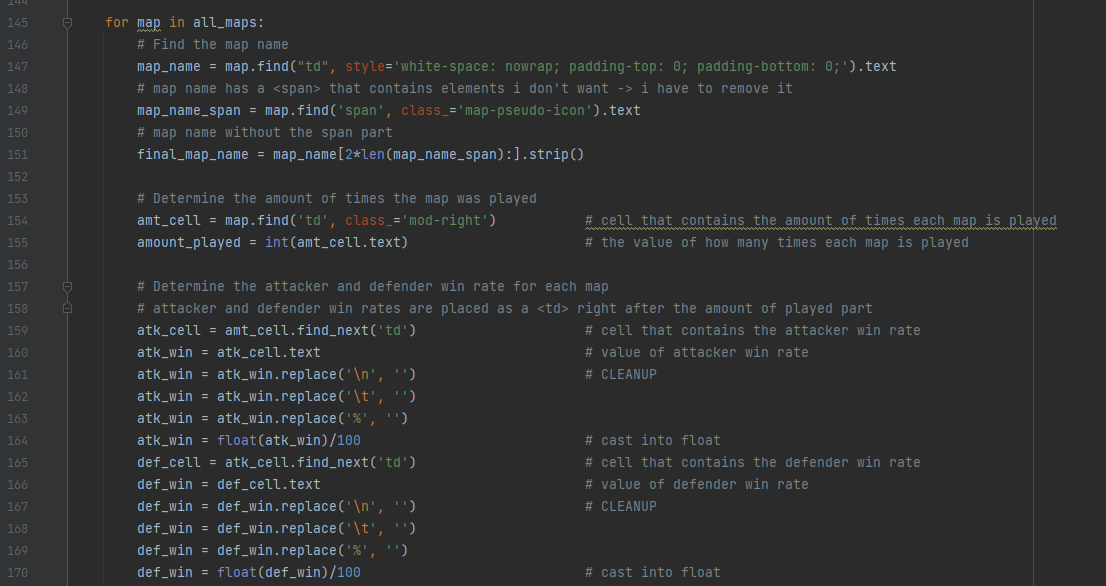 144
145 for map in all_maps:
146 # Find the map name
147 map_name = map.find("td", style='white-space: nowrap; padding-top: 0; padding-bottom: 0;').text
148 # map name has a <span> that contains elements i don't want -> i have to remove it
149 map_name_span = map.find('span', class_='map-pseudo-icon').text
150 # map name without the span part
151 final_map_name = map_name[2*len(map_name_span):].strip()
152
153 # Determine the amount of times the map was played
154 amt_cell = map.find('td', class_='mod-right') # cell that contains the amount of times each map is played
155 amount_played = int(amt_cell.text) # the value of how many times each map is played
156
157 # Determine the attacker and defender win rate for each map
158 # attacker and defender win rates are placed as a <td> right after the amount of played part
159 atk_cell = amt_cell.find_next('td') # cell that contains the attacker win rate
160 atk_win = atk_cell.text # value of attacker win rate
161 atk_win = atk_win.replace('\n', '') # CLEANUP
162 atk_win = atk_win.replace('\t', '')
163 atk_win = atk_win.replace('%', '')
164 atk_win = float(atk_win)/100 # cast into float
165 def_cell = atk_cell.find_next('td') # cell that contains the defender win rate
166 def_win = def_cell.text # value of defender win rate
167 def_win = def_win.replace('\n', '') # CLEANUP
168 def_win = def_win.replace('\t', '')
169 def_win = def_win.replace('%', '')
170 def_win = float(def_win)/100 # cast into float